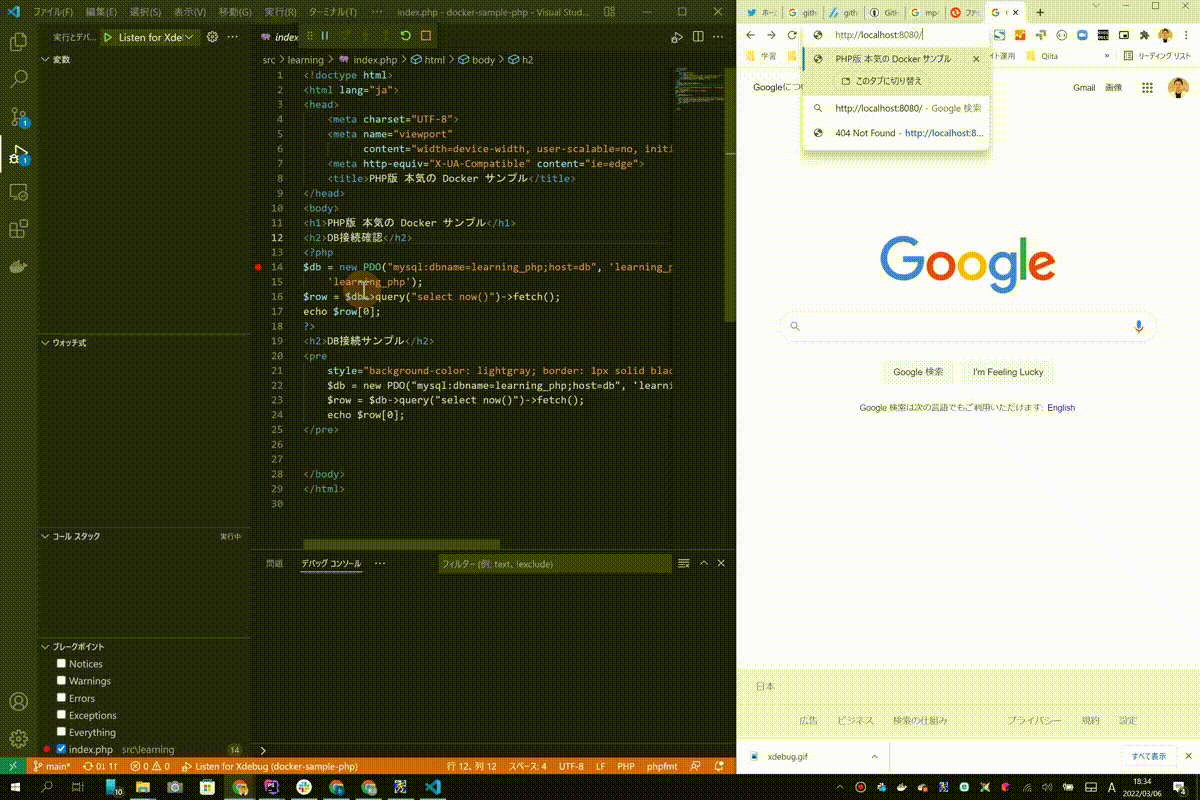 ファイル(F) 編集(E) 選択(S) 表示(V) 移動(G) 実行(R) ターミナル(T) ··· index.php - docker-sample-php - Visual Stud...
実行とデバ... Listen for Xdel ···
index
src > learning > index.php > html > body > h2
変数
ウォッチ式
コール スタック 実行中
ブレークポイント
Notices
Warnings
Errors
Exceptions
Everything
index.php src\learning 14
1 <!doctype html>
2 <html lang="ja">
3 <head>
4 <meta charset="UTF-8">
5 <meta name="viewport"
6 content="width=device-width, user-scalable=no, initi
7 <meta http-equiv="X-UA-Compatible" content="ie=edge">
8 <title>PHP版 本気の Docker サンプル</title>
9 </head>
10 <body>
11 <h1>PHP版 本気の Docker サンプル</h1>
12 <h2>DB接続確認</h2>
13 <?php
14 $db = new PDO("mysql:dbname=learning_php;host=db", 'learning_p
15 'learning_php');
16 $row = $db->query("select now()")->fetch();
17 echo $row[0];
18 ?>
19 <h2>DB接続サンプル</h2>
20 <pre
21 style="background-color: lightgray; border: 1px solid blac
22 $db = new PDO("mysql:dbname=learning_php;host=db", 'learni
23 $row = $db->query("select now()")->fetch();
24 echo $row[0];
25 </pre>
26
27
28 </body>
29 </html>
30
問題 デバッグ コンソール ··· フィルター (例: text, !exclude)
main* 0↓ 1↑ 0 0 Listen for Xdebug (docker-sample-php) 行 12、列 12 スペース: 4 UTF-8 LF PHP phpfmt
ホー gith gith Gith mp ファ
http://localhost:8080/
学習 ト運用 Qiita » リーディング リスト
PHP版 本気の Docker サンプル
このタブに切り替え
http://localhost:8080/ - Google 検索
404 Not Found - http://localhost:8...
Googleにつ Gmail 画像
Google
Google 検索 I'm Feeling Lucky
Google 検索は次の言語でもご利用いただけます: English
日本
広告 ビジネス 検索の仕組み プライバシー 規約 設定
xdebug.gif すべて表示
10 A 18:34
2022/03/06 4